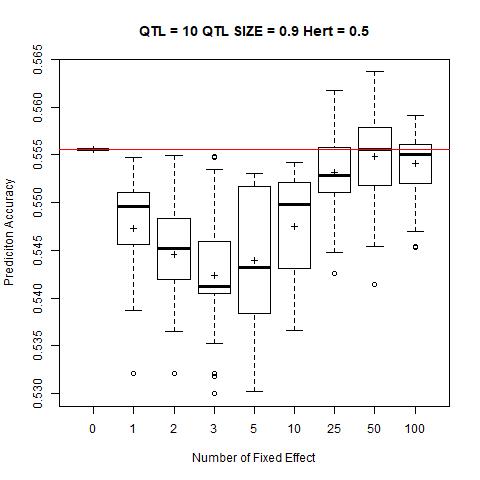 QTL = 10 QTL SIZE = 0.9 Hert = 0.5
Prediciton Accuracy
0.565
0.560
0.555
0.550
0.545
0.540
0.535
0.530
0 1 2 3 5 10 25 50 100
Number of Fixed Effect